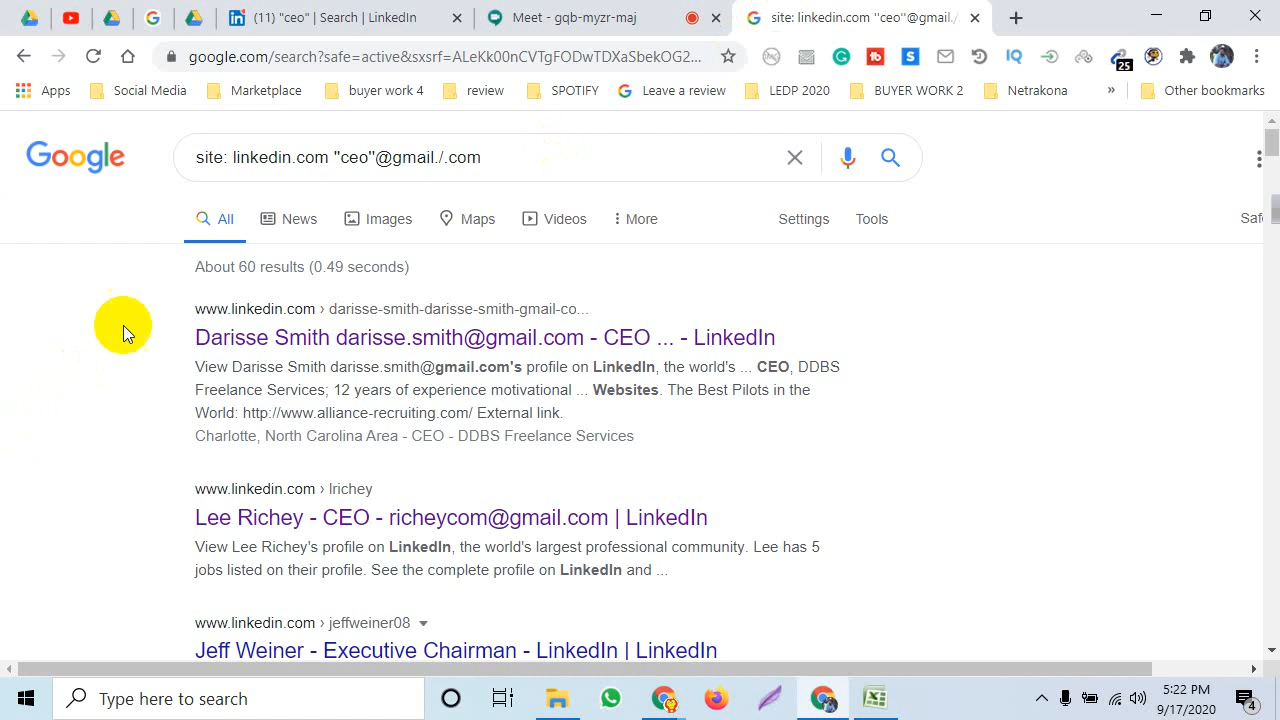 (11) "ceo" | Search | LinkedIn
Meet - gqb-myzr-maj
site: linkedin.com "ceo"@gmail./.
google.com/search?safe=active&sxsrf=ALeKk00nCVTgFODwTDXaSbekOG2...
25
Apps
Social Media
Marketplace
buyer work 4
review
SPOTIFY
Leave a review
LEDP 2020
BUYER WORK 2
Netrakona
»
Other bookmarks
Google
site: linkedin.com "ceo"@gmail./.com
All
News
Images
Maps
Videos
More
Settings
Tools
Safe
About 60 results (0.49 seconds)
www.linkedin.com › darisse-smith-darisse-smith-gmail-co...
Darisse Smith darisse.smith@gmail.com - CEO ... - LinkedIn
View Darisse Smith darisse.smith@gmail.com's profile on LinkedIn, the world's ... CEO, DDBS
Freelance Services; 12 years of experience motivational ... Websites. The Best Pilots in the
World: http://www.alliance-recruiting.com/ External link.
Charlotte, North Carolina Area - CEO - DDBS Freelance Services
www.linkedin.com › lrichey
Lee Richey - CEO - richeycom@gmail.com | LinkedIn
View Lee Richey's profile on LinkedIn, the world's largest professional community. Lee has 5
jobs listed on their profile. See the complete profile on LinkedIn and ...
www.linkedin.com › jeffweiner08
Jeff Weiner - Executive Chairman - LinkedIn | LinkedIn
Type here to search
5:22 PM
9/17/2020
4